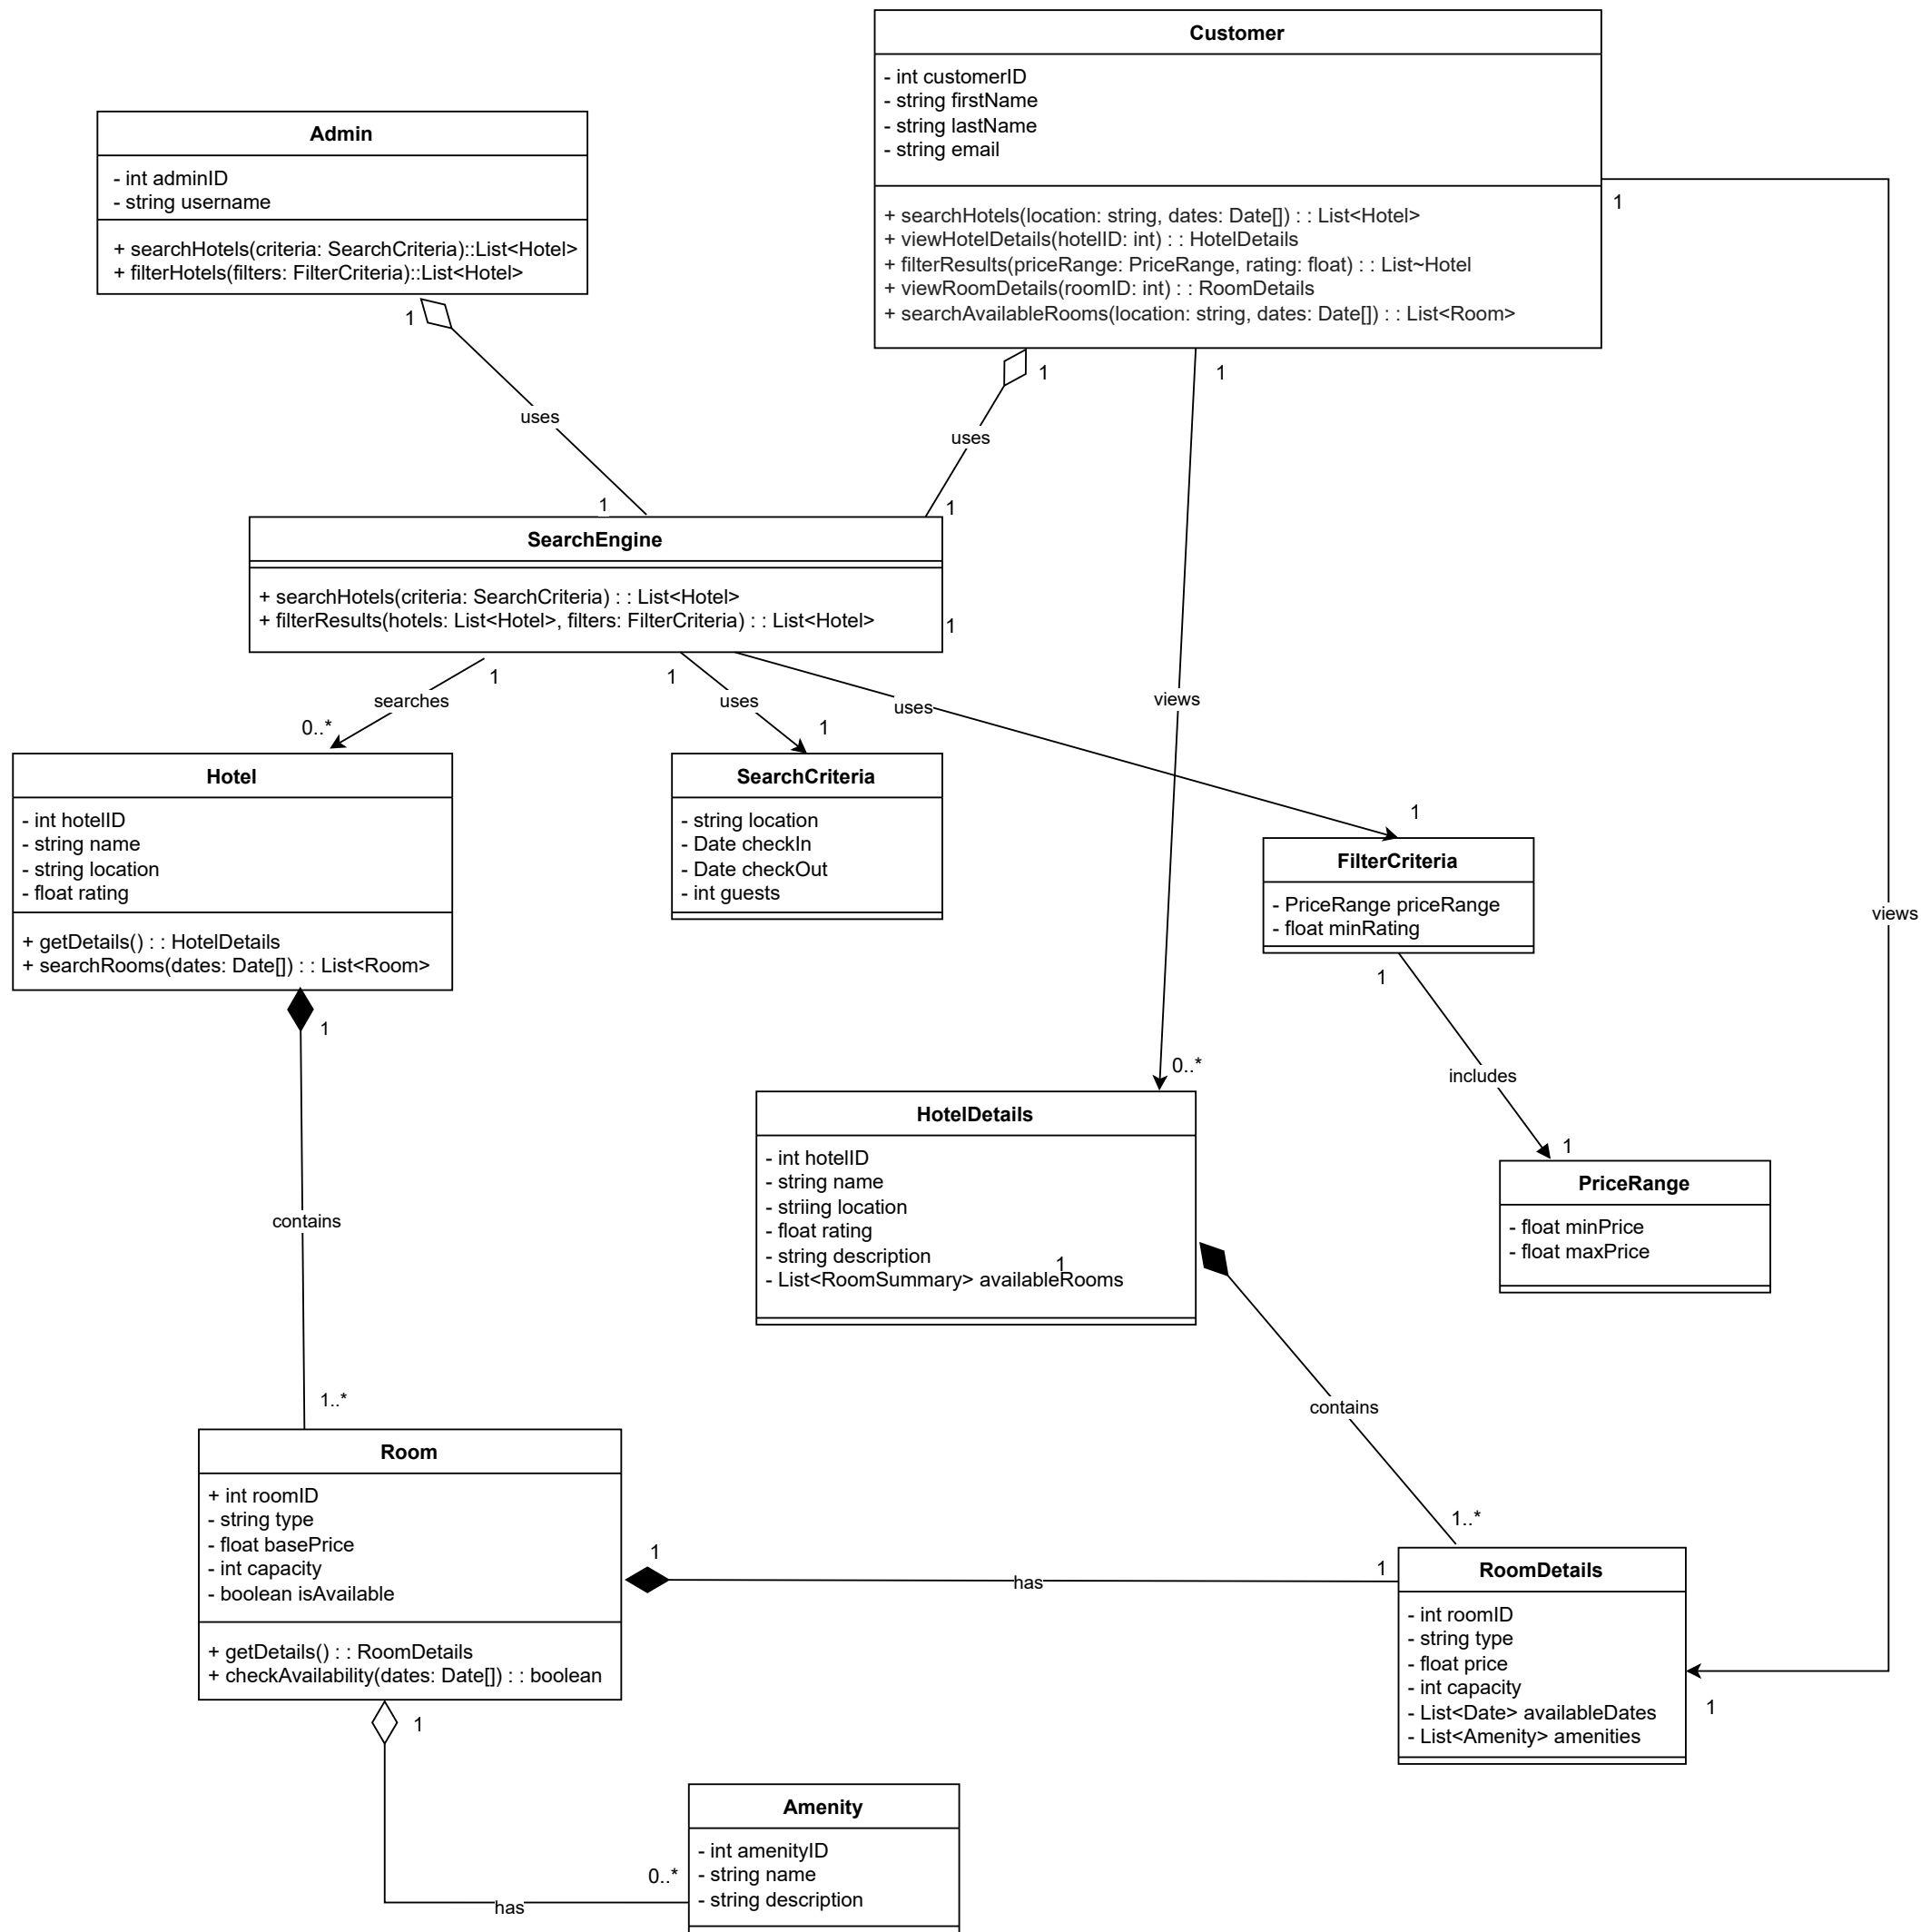 Customer
- int customerID
- string firstName
- string lastName
- string email
+ searchHotels(location: string, dates: Date[]) : : List<Hotel>
+ viewHotelDetails(hotelID: int) : : HotelDetails
+ filterResults(priceRange: PriceRange, rating: float) : : List~Hotel
+ viewRoomDetails(roomID: int) : : RoomDetails
+ searchAvailableRooms(location: string, dates: Date[]) : : List<Room>
1
Admin
- int adminID
- string username
+ searchHotels(criteria: SearchCriteria)::List<Hotel>
+ filterHotels(filters: FilterCriteria)::List<Hotel>
1
uses
1
1
uses
1
1
views
0..*
views
1
SearchEngine
+ searchHotels(criteria: SearchCriteria) : : List<Hotel>
+ filterResults(hotels: List<Hotel>, filters: FilterCriteria) : : List<Hotel>
1
1
searches
0..*
1
uses
1
uses
1
Hotel
- int hotelID
- string name
- string location
- float rating
+ getDetails() : : HotelDetails
+ searchRooms(dates: Date[]) : : List<Room>
1
contains
1..*
SearchCriteria
- string location
- Date checkIn
- Date checkOut
- int guests
FilterCriteria
- PriceRange priceRange
- float minRating
1
includes
1
PriceRange
- float minPrice
- float maxPrice
HotelDetails
- int hotelID
- string name
- striing location
- float rating
- string description
- List<RoomSummary> availableRooms
1
contains
1..*
Room
+ int roomID
- string type
- float basePrice
- int capacity
- boolean isAvailable
+ getDetails() : : RoomDetails
+ checkAvailability(dates: Date[]) : : boolean
1
has
1
RoomDetails
- int roomID
- string type
- float price
- int capacity
- List<Date> availableDates
- List<Amenity> amenities
1
has
0..*
Amenity
- int amenityID
- string name
- string description